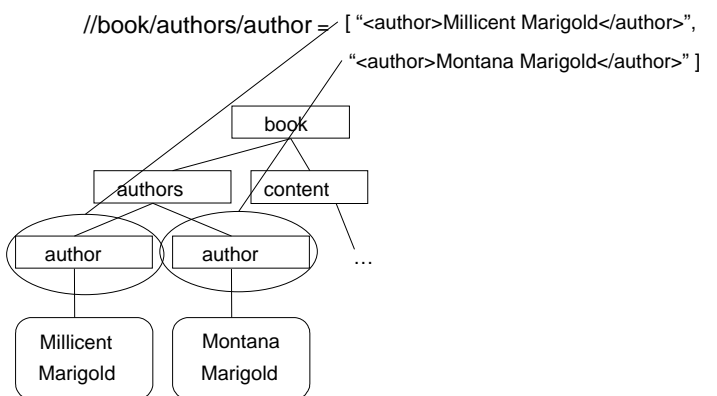 //book/authors/author = [ “<author>Millicent Marigold</author>”,
“<author>Montana Marigold</author>” ]
book
authors
content
author
author
…
Millicent
Marigold
Montana
Marigold